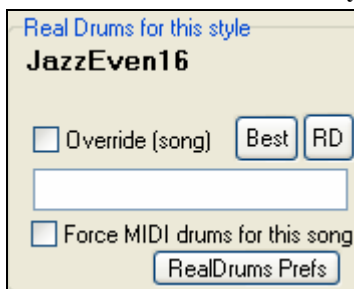 Real Drums for this style
JazzEven16
Override (song) Best RD
Force MIDI drums for this song
RealDrums Prefs